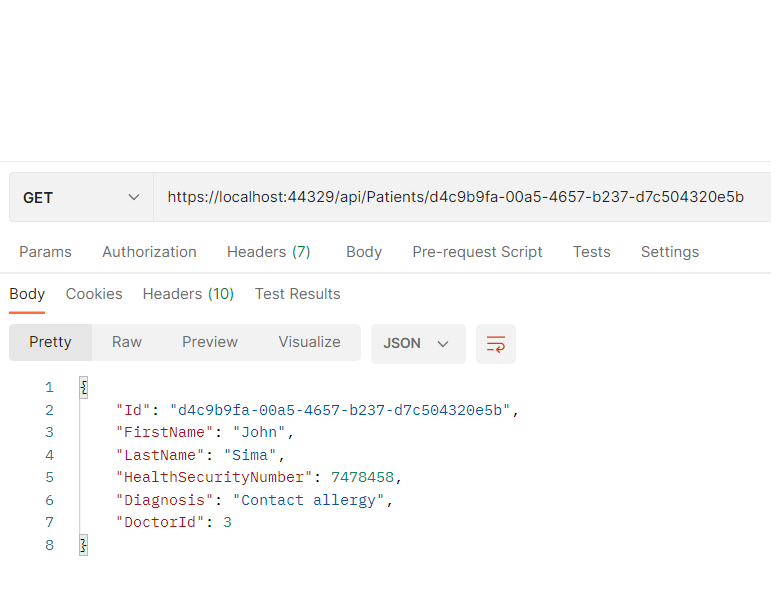 GET https://localhost:44329/api/Patients/d4c9b9fa-00a5-4657-b237-d7c504320e5b
Params Authorization Headers (7) Body Pre-request Script Tests Settings
Body Cookies Headers (10) Test Results
Pretty Raw Preview Visualize JSON
1 {
2 "Id": "d4c9b9fa-00a5-4657-b237-d7c504320e5b",
3 "FirstName": "John",
4 "LastName": "Sima",
5 "HealthSecurityNumber": 7478458,
6 "Diagnosis": "Contact allergy",
7 "DoctorId": 3
8 }